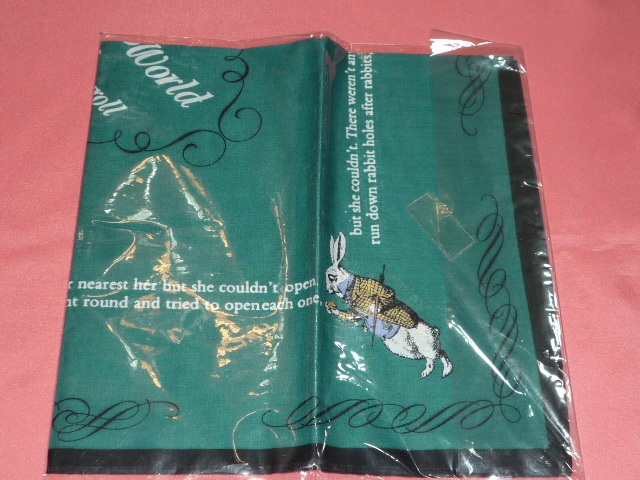 World
roll
but she couldn't. There weren't an
run down rabbit holes after rabbits,
r nearest her but she couldn't open
nt round and tried to open each one